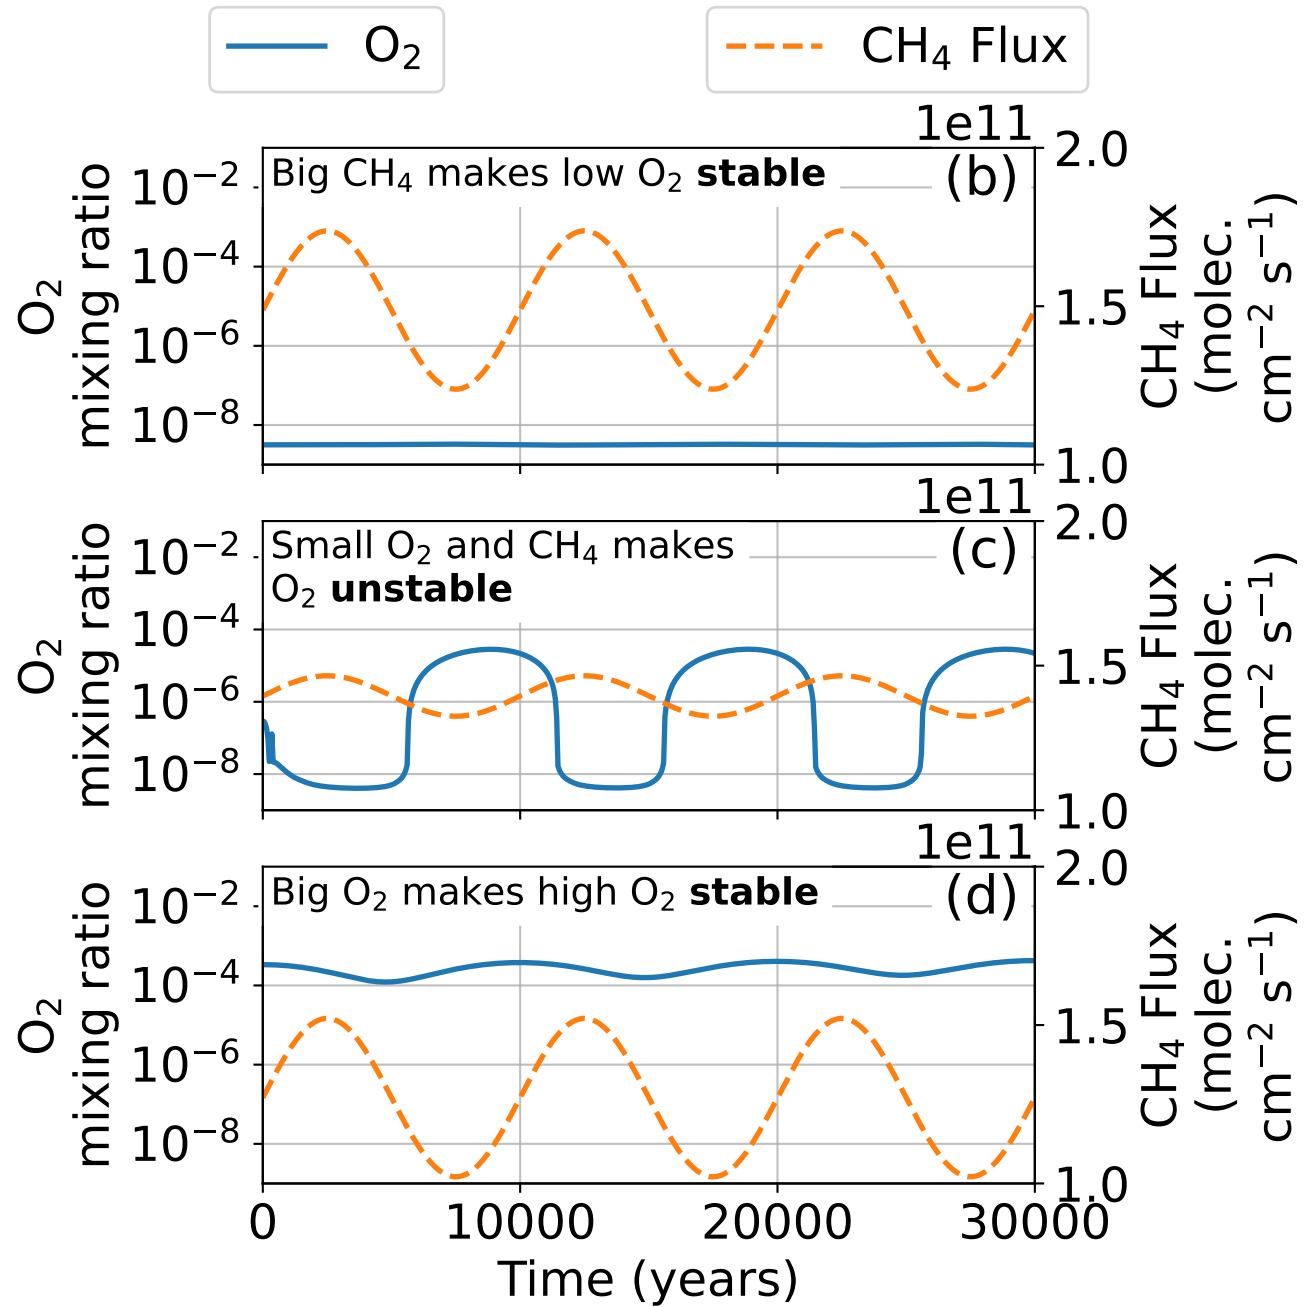 O₂
CH₄ Flux
1e11
Big CH₄ makes low O₂ stable
(b)
10⁻²
10⁻⁴
10⁻⁶
10⁻⁸
O₂
mixing ratio
2.0
1.5
1.0
CH₄ Flux
(molec.
cm⁻² s⁻¹)
1e11
Small O₂ and CH₄ makes
O₂ unstable
(c)
10⁻²
10⁻⁴
10⁻⁶
10⁻⁸
O₂
mixing ratio
2.0
1.5
1.0
CH₄ Flux
(molec.
cm⁻² s⁻¹)
1e11
Big O₂ makes high O₂ stable
(d)
10⁻²
10⁻⁴
10⁻⁶
10⁻⁸
O₂
mixing ratio
2.0
1.5
1.0
CH₄ Flux
(molec.
cm⁻² s⁻¹)
0 10000 20000 30000
Time (years)